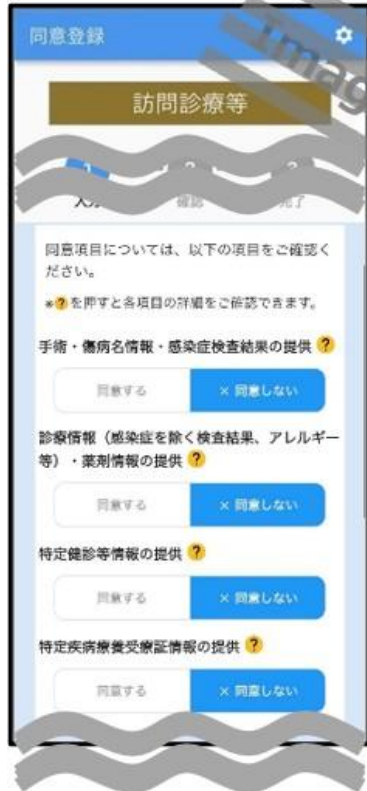 同意登録
Imag
訪問診療等
確認
完了
同意項目については、以下の項目をご確認く
ださい。
*?を押すと各項目の詳細をご確認できます。
手術・傷病名情報・感染症検査結果の提供 ?
同意する
× 同意しない
診療情報（感染症を除く検査結果、アレルギー
等）・薬剤情報の提供 ?
同意する
× 同意しない
特定健診等情報の提供 ?
同意する
× 同意しない
特定疾病療養受療証情報の提供 ?
同意する
× 同意しない